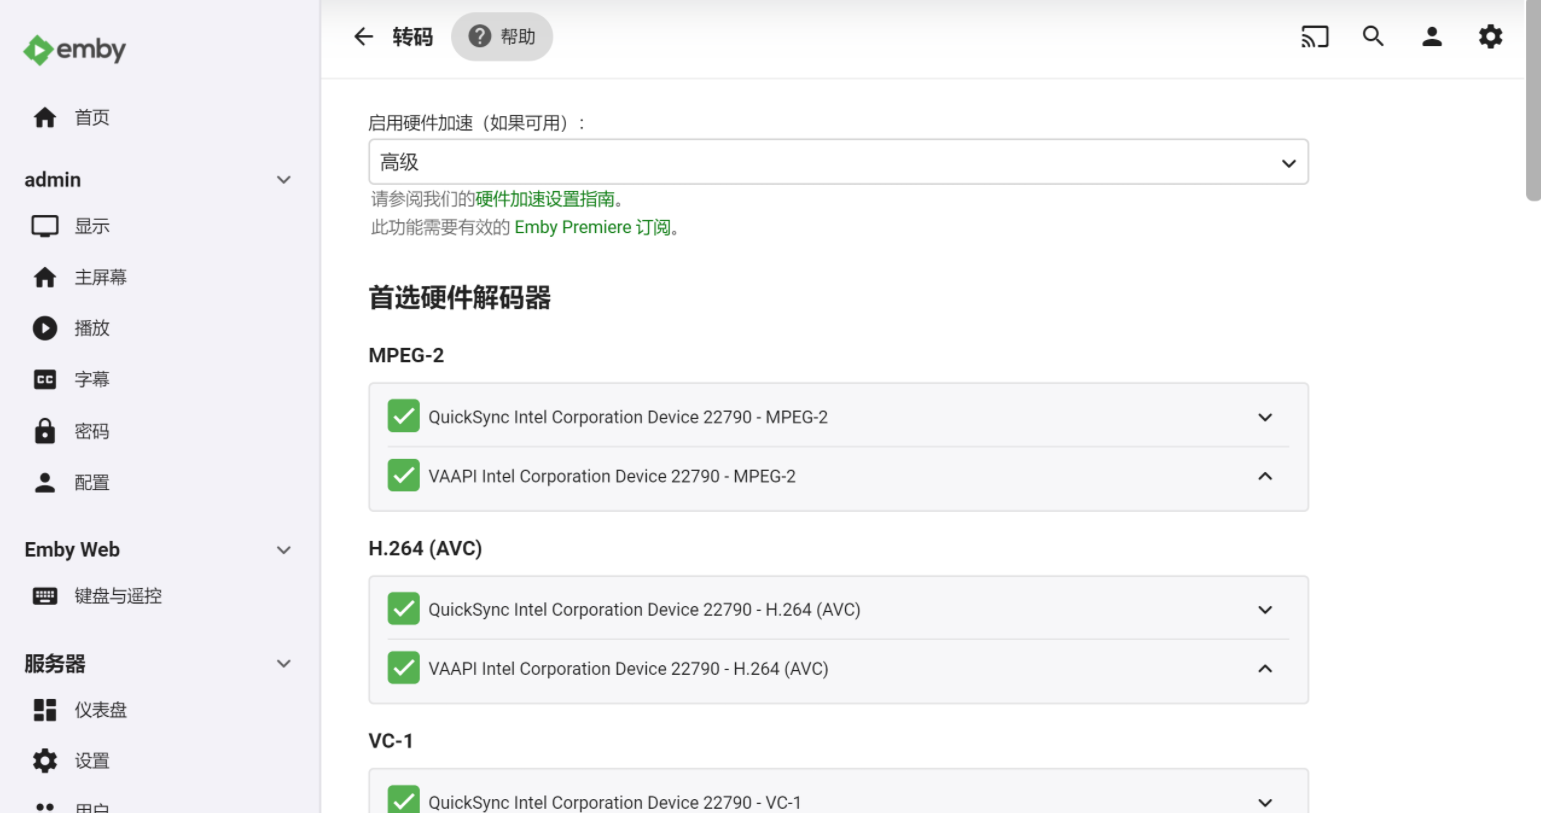 emby
转码
帮助
首页
admin
显示
主屏幕
播放
字幕
密码
配置
Emby Web
键盘与遥控
服务器
仪表盘
设置
用户
启用硬件加速（如果可用）:
高级
请参阅我们的硬件加速设置指南。
此功能需要有效的 Emby Premiere 订阅。
首选硬件解码器
MPEG-2
QuickSync Intel Corporation Device 22790 - MPEG-2
VAAPI Intel Corporation Device 22790 - MPEG-2
H.264 (AVC)
QuickSync Intel Corporation Device 22790 - H.264 (AVC)
VAAPI Intel Corporation Device 22790 - H.264 (AVC)
VC-1
QuickSync Intel Corporation Device 22790 - VC-1